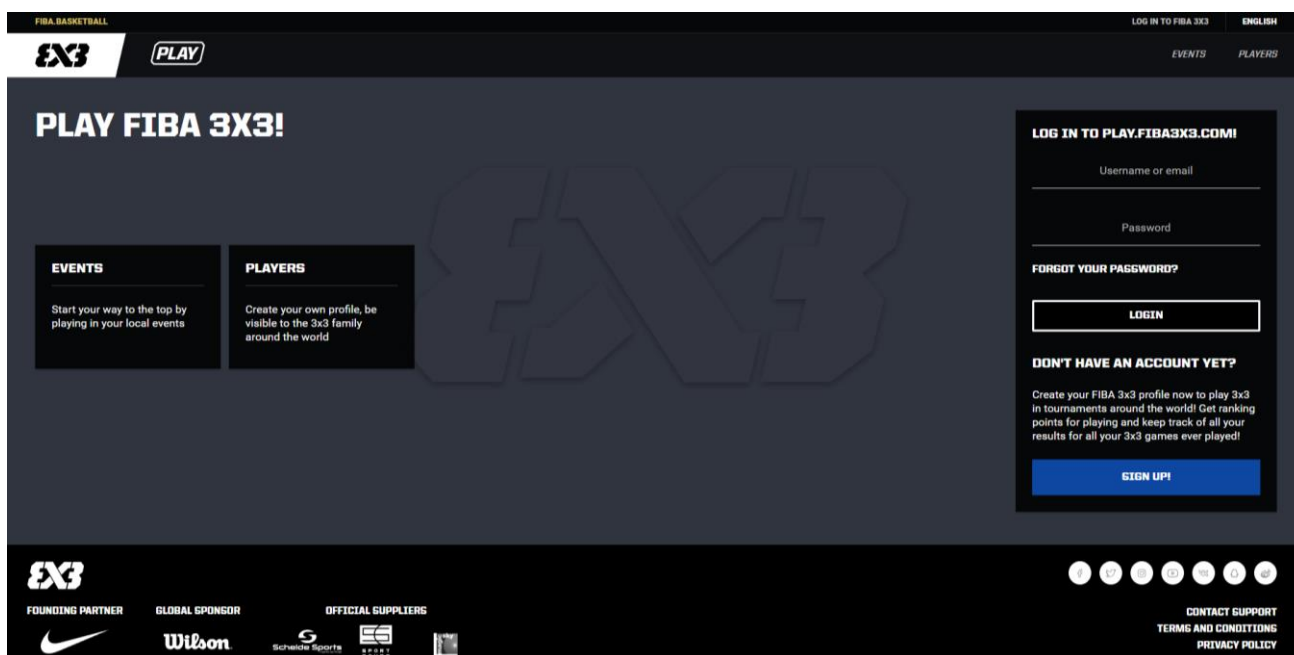 FIBA.BASKETBALL
LOG IN TO FIBA 3X3
ENGLISH
3X3
PLAY
EVENTS
PLAYERS
PLAY FIBA 3X3!
EVENTS
Start your way to the top by
playing in your local events
PLAYERS
Create your own profile, be
visible to the 3x3 family
around the world
3X3
LOG IN TO PLAY.FIBA3X3.COM!
Username or email
Password
FORGOT YOUR PASSWORD?
LOGIN
DON'T HAVE AN ACCOUNT YET?
Create your FIBA 3x3 profile now to play 3x3
in tournaments around the world! Get ranking
points for playing and keep track of all your
results for all your 3x3 games ever played!
SIGN UP!
3X3
FOUNDING PARTNER
GLOBAL SPONSOR
OFFICIAL SUPPLIERS
Wilson
Schelde Sports
SPORT
CONTACT SUPPORT
TERMS AND CONDITIONS
PRIVACY POLICY